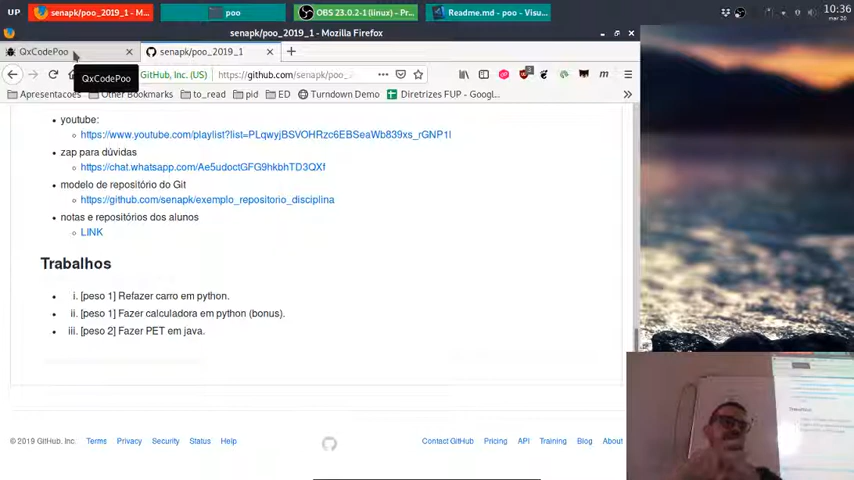 UP
senapk/poo_2019_1 - M...
poo
OBS 23.0.2-1 (linux) - Pr...
Readme.md - poo - Visu...
10:36
mar 20
senapk/poo_2019_1 - Mozilla Firefox
QxCodePoo
senapk/poo_2019_1
GitHub, Inc. (US)
https://github.com/senapk/poo_
QxCodePoo
Apresentacoes
Other Bookmarks
to_read
pid
ED
Turndown Demo
Diretrizes FUP - Googl...
youtube:
https://www.youtube.com/playlist?list=PLqwyjBSVOHRzc6EBSeaWb839xs_rGNP1l
zap para dúvidas
https://chat.whatsapp.com/Ae5udoctGFG9hkbhTD3QXf
modelo de repositório do Git
https://github.com/senapk/exemplo_repositorio_disciplina
notas e repositórios dos alunos
LINK
Trabalhos
i. [peso 1] Refazer carro em python.
ii. [peso 1] Fazer calculadora em python (bonus).
iii. [peso 2] Fazer PET em java.
© 2019 GitHub, Inc.
Terms
Privacy
Security
Status
Help
Contact GitHub
Pricing
API
Training
Blog
About